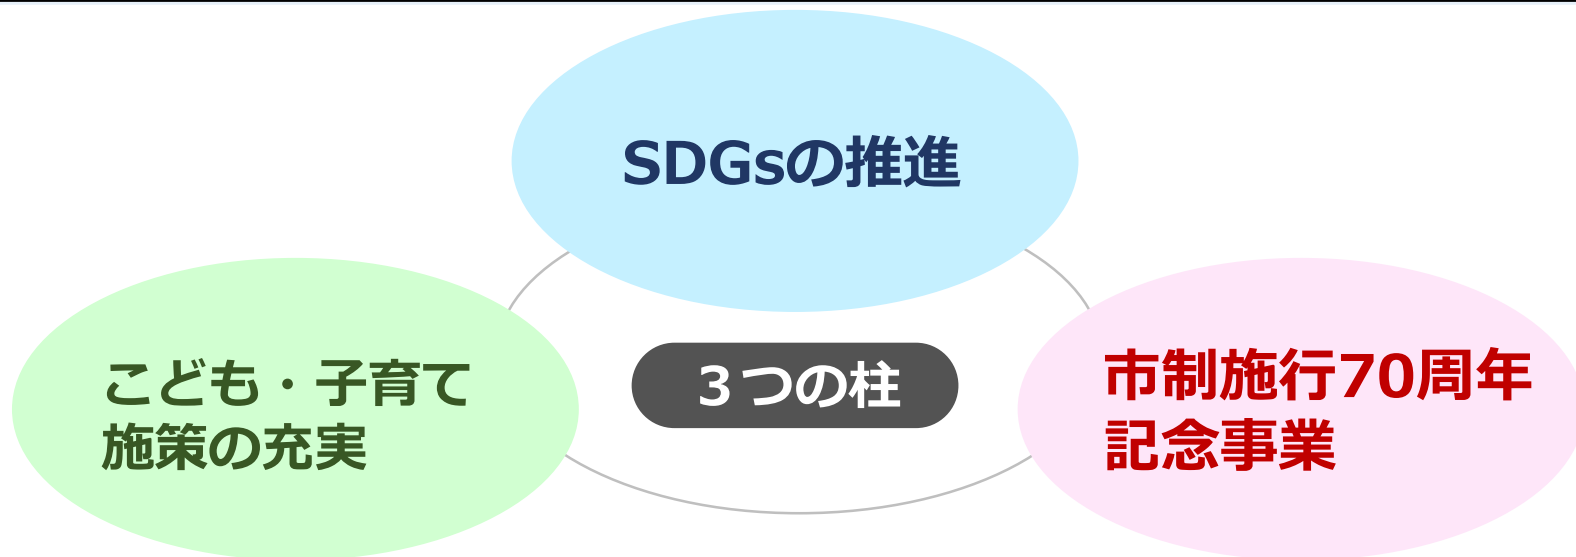 SDGsの推進
こども・子育て
施策の充実
３つの柱
市制施行70周年
記念事業